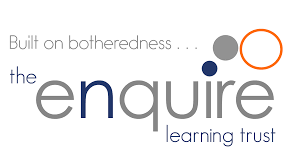 Built on botheredness . . .
the
enquire
learning trust